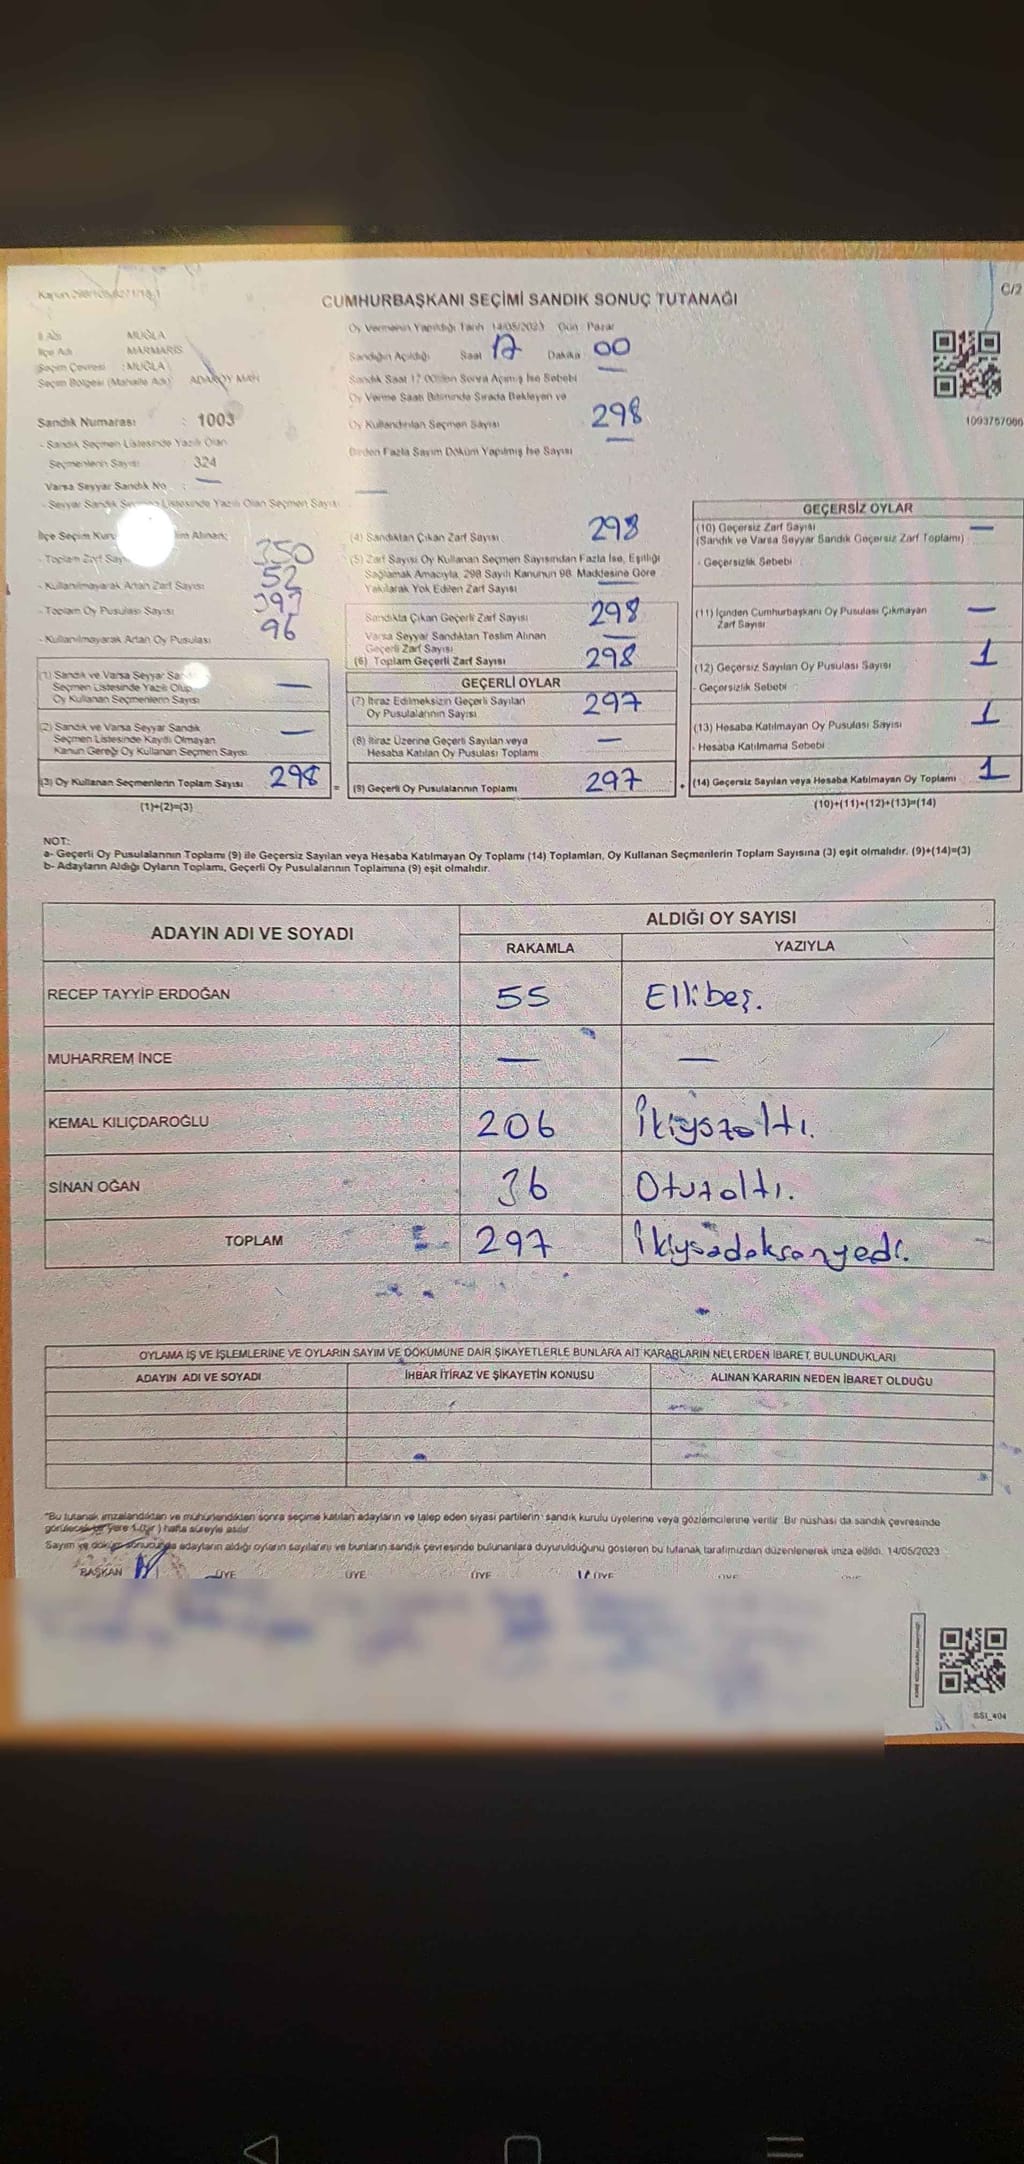 Kanun:298/105,6271/18-1
CUMHURBAŞKANI SEÇİMİ SANDIK SONUÇ TUTANAĞI
C/2
İl Adı MUĞLA
İlçe Adı MARMARİS
Seçim Çevresi :MUĞLA
Seçim Bölgesi (Mahalle Adı) ADAKÖY MAH
Sandık Numarası : 1003
- Sandık Seçmen Listesinde Yazılı Olan
Seçmenlerin Sayısı 324
Varsa Seyyar Sandık No : —
- Seyyar Sandık Seçmen Listesinde Yazılı Olan Seçmen Sayısı —
Oy Vermenin Yapıldığı Tarih 14/05/2023 Gün Pazar
Sandığın Açıldığı Saat 17 Dakika 00
Sandık Saat 17.00'den Sonra Açılmış İse Sebebi —
Oy Verme Saati Bitiminde Sırada Bekleyen ve
Oy Kullandırılan Seçmen Sayısı 298
Birden Fazla Sayım Döküm Yapılmış İse Sayısı —
1093757066
İlçe Seçim Kuru lim Alınan;
- Toplam Zarf Sayı 350
- Kullanılmayarak Artan Zarf Sayısı 52
- Toplam Oy Pusulası Sayısı 397
- Kullanılmayarak Artan Oy Pusulası 96
(1) Sandık ve Varsa Seyyar Sandık
Seçmen Listesinde Yazılı Olup
Oy Kullanan Seçmenlerin Sayısı —
(2) Sandık ve Varsa Seyyar Sandık
Seçmen Listesinde Kayıtlı Olmayan
Kanun Gereği Oy Kullanan Seçmen Sayısı —
(3) Oy Kullanan Seçmenlerin Toplam Sayısı 298 =
(1)+(2)=(3)
(4) Sandıktan Çıkan Zarf Sayısı 298
(5) Zarf Sayısı Oy Kullanan Seçmen Sayısından Fazla İse, Eşitliği
Sağlamak Amacıyla, 298 Sayılı Kanunun 98. Maddesine Göre
Yakılarak Yok Edilen Zarf Sayısı —
Sandıkta Çıkan Geçerli Zarf Sayısı 298
Varsa Seyyar Sandıktan Teslim Alınan
Geçerli Zarf Sayısı —
(6) Toplam Geçerli Zarf Sayısı 298
GEÇERLİ OYLAR
(7) İtiraz Edilmeksizin Geçerli Sayılan
Oy Pusulalarının Sayısı 297
(8) İtiraz Üzerine Geçerli Sayılan veya
Hesaba Katılan Oy Pusulası Toplamı —
(9) Geçerli Oy Pusulalarının Toplamı 297 +
GEÇERSİZ OYLAR
(10) Geçersiz Zarf Sayısı —
(Sandık ve Varsa Seyyar Sandık Geçersiz Zarf Toplamı)
- Geçersizlik Sebebi
(11) İçinden Cumhurbaşkanı Oy Pusulası Çıkmayan
Zarf Sayısı —
(12) Geçersiz Sayılan Oy Pusulası Sayısı 1
- Geçersizlik Sebebi
(13) Hesaba Katılmayan Oy Pusulası Sayısı 1
- Hesaba Katılmama Sebebi
(14) Geçersiz Sayılan veya Hesaba Katılmayan Oy Toplamı 1
(10)+(11)+(12)+(13)=(14)
NOT:
a- Geçerli Oy Pusulalarının Toplamı (9) ile Geçersiz Sayılan veya Hesaba Katılmayan Oy Toplamı (14) Toplamları, Oy Kullanan Seçmenlerin Toplam Sayısına (3) eşit olmalıdır. (9)+(14)=(3)
b- Adayların Aldığı Oyların Toplamı, Geçerli Oy Pusulalarının Toplamına (9) eşit olmalıdır.
ADAYIN ADI VE SOYADI
ALDIĞI OY SAYISI
RAKAMLA YAZIYLA
RECEP TAYYİP ERDOĞAN 55 Ellibeş.
MUHARREM İNCE — —
KEMAL KILIÇDAROĞLU 206 İkiyüzaltı.
SİNAN OĞAN 36 Otuzaltı.
TOPLAM 297 İkiyüzdoksanyedi.
OYLAMA İŞ VE İŞLEMLERİNE VE OYLARIN SAYIM VE DÖKÜMÜNE DAİR ŞİKAYETLERLE BUNLARA AİT KARARLARIN NELERDEN İBARET BULUNDUKLARI
ADAYIN ADI VE SOYADI İHBAR İTİRAZ VE ŞİKAYETİN KONUSU ALINAN KARARIN NEDEN İBARET OLDUĞU
"Bu tutanak imzalandıktan ve mühürlendikten sonra seçime katılan adayların ve talep eden siyasi partilerin sandık kurulu üyelerine veya gözlemcilerine verilir. Bir nüshası da sandık çevresinde
görülecek bir yere 1 (bir) hafta süreyle asılır.
Sayım ve döküm sonucunda adayların aldığı oyların sayılarını ve bunların sandık çevresinde bulunanlara duyurulduğunu gösteren bu tutanak tarafımızdan düzenlenerek imza edildi. 14/05/2023
BAŞKAN ÜYE ÜYE ÜYE ÜYE ÜYE ÜYE
SSI_404